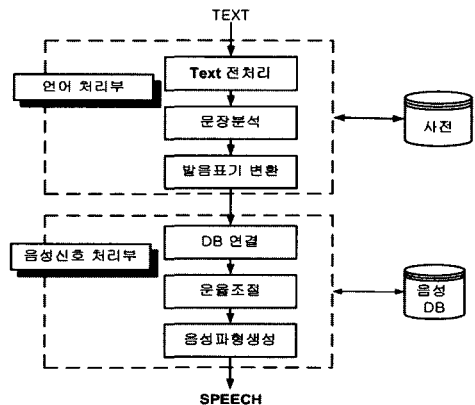 TEXT
Text 전처리
언어 처리부
문장분석
사전
발음표기 변환
DB 연결
음성신호 처리부
운율조절
음성
DB
음성파형생성
SPEECH